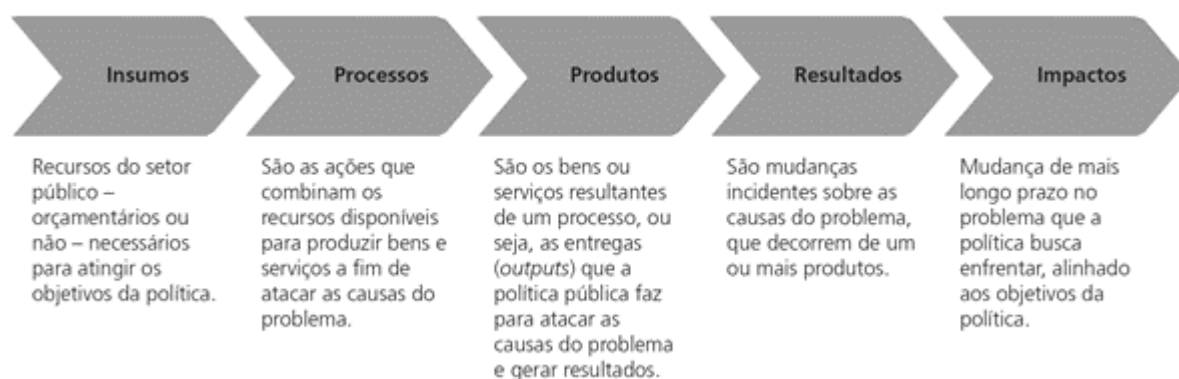 Insumos
Processos
Produtos
Resultados
Impactos
Recursos do setor
público –
orçamentários ou
não – necessários
para atingir os
objetivos da política.
São as ações que
combinam os
recursos disponíveis
para produzir bens e
serviços a fim de
atacar as causas do
problema.
São os bens ou
serviços resultantes
de um processo, ou
seja, as entregas
(outputs) que a
política pública faz
para atacar as
causas do problema
e gerar resultados.
São mudanças
incidentes sobre as
causas do problema,
que decorrem de um
ou mais produtos.
Mudança de mais
longo prazo no
problema que a
política busca
enfrentar, alinhado
aos objetivos da
política.